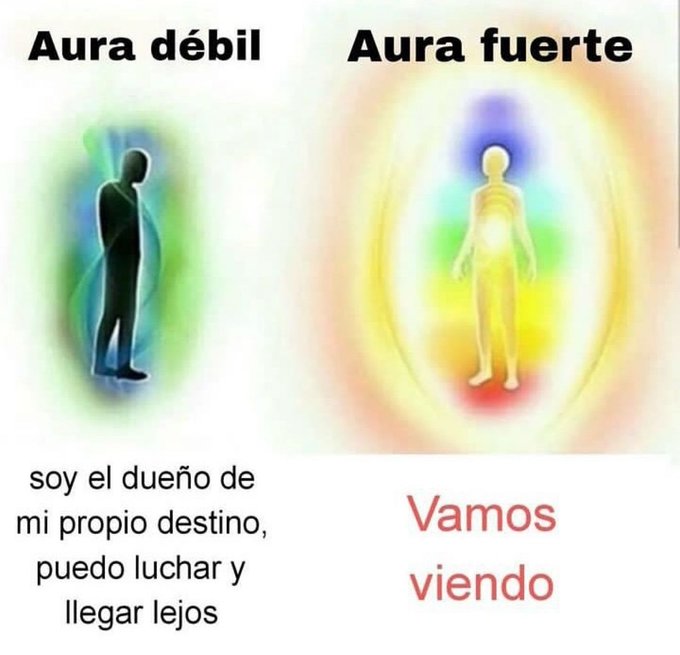 Aura débil
Aura fuerte
soy el dueño de
mi propio destino,
puedo luchar y
llegar lejos
Vamos
viendo